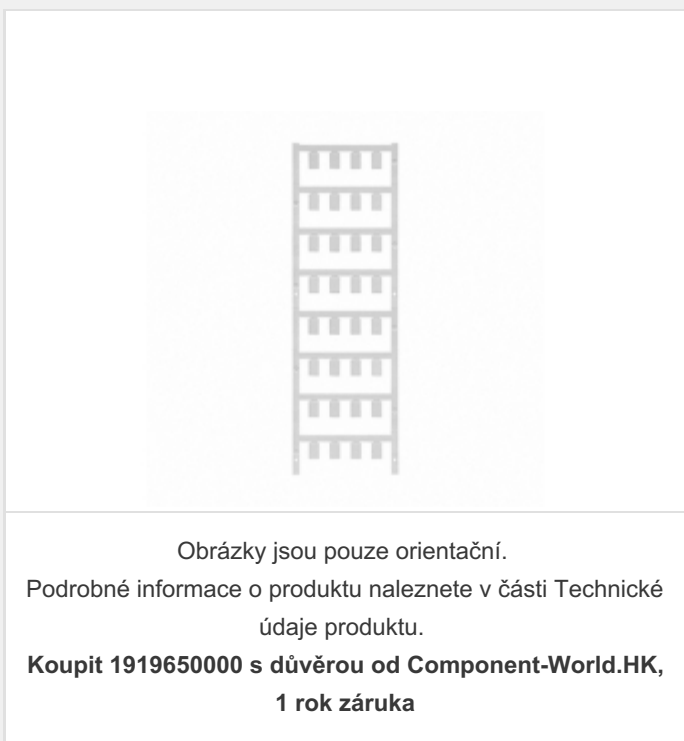 Obrázky jsou pouze orientační.
Podrobné informace o produktu naleznete v části Technické
údaje produktu.
Koupit 1919650000 s důvěrou od Component-World.HK,
1 rok záruka